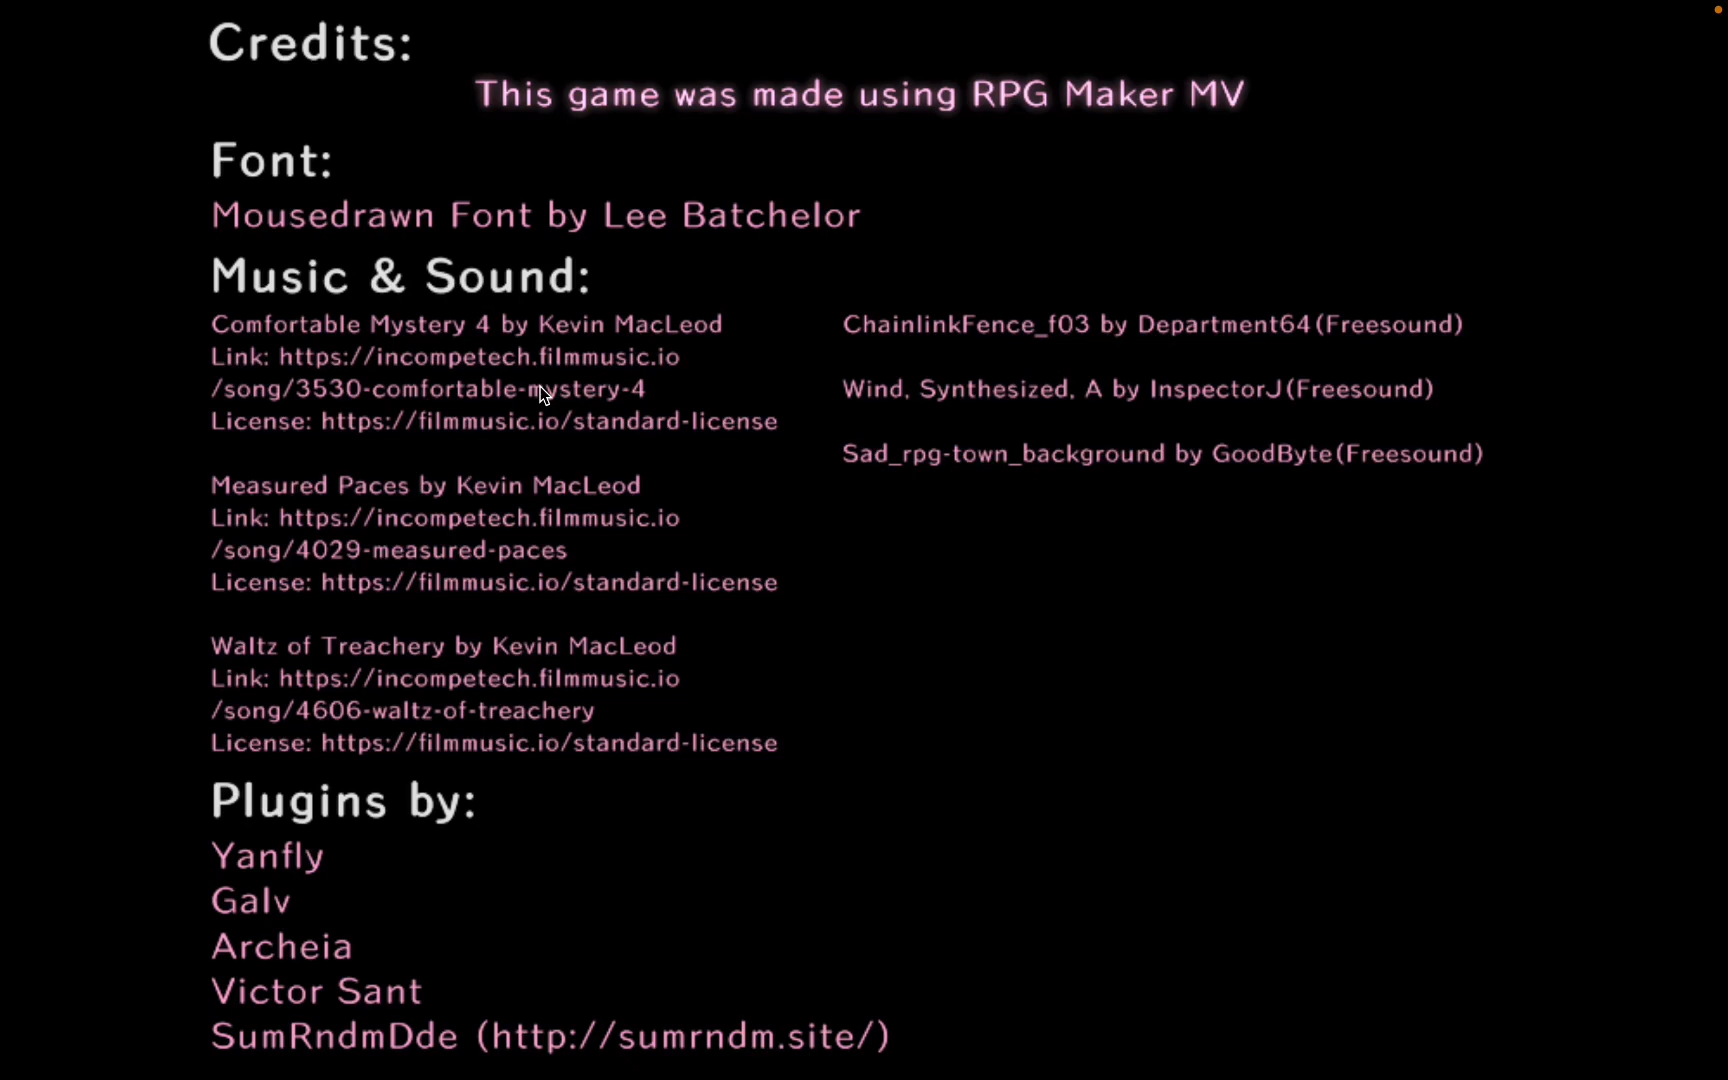 Credits:
This game was made using RPG Maker MV
Font:
Mousedrawn Font by Lee Batchelor
Music & Sound:
Comfortable Mystery 4 by Kevin MacLeod
Link: https://incompetech.filmmusic.io
/song/3530-comfortable-mystery-4
License: https://filmmusic.io/standard-license
Measured Paces by Kevin MacLeod
Link: https://incompetech.filmmusic.io
/song/4029-measured-paces
License: https://filmmusic.io/standard-license
Waltz of Treachery by Kevin MacLeod
Link: https://incompetech.filmmusic.io
/song/4606-waltz-of-treachery
License: https://filmmusic.io/standard-license
ChainlinkFence_f03 by Department64(Freesound)
Wind, Synthesized, A by InspectorJ(Freesound)
Sad_rpg-town_background by GoodByte(Freesound)
Plugins by:
Yanfly
Galv
Archeia
Victor Sant
SumRndmDde (http://sumrndm.site/)